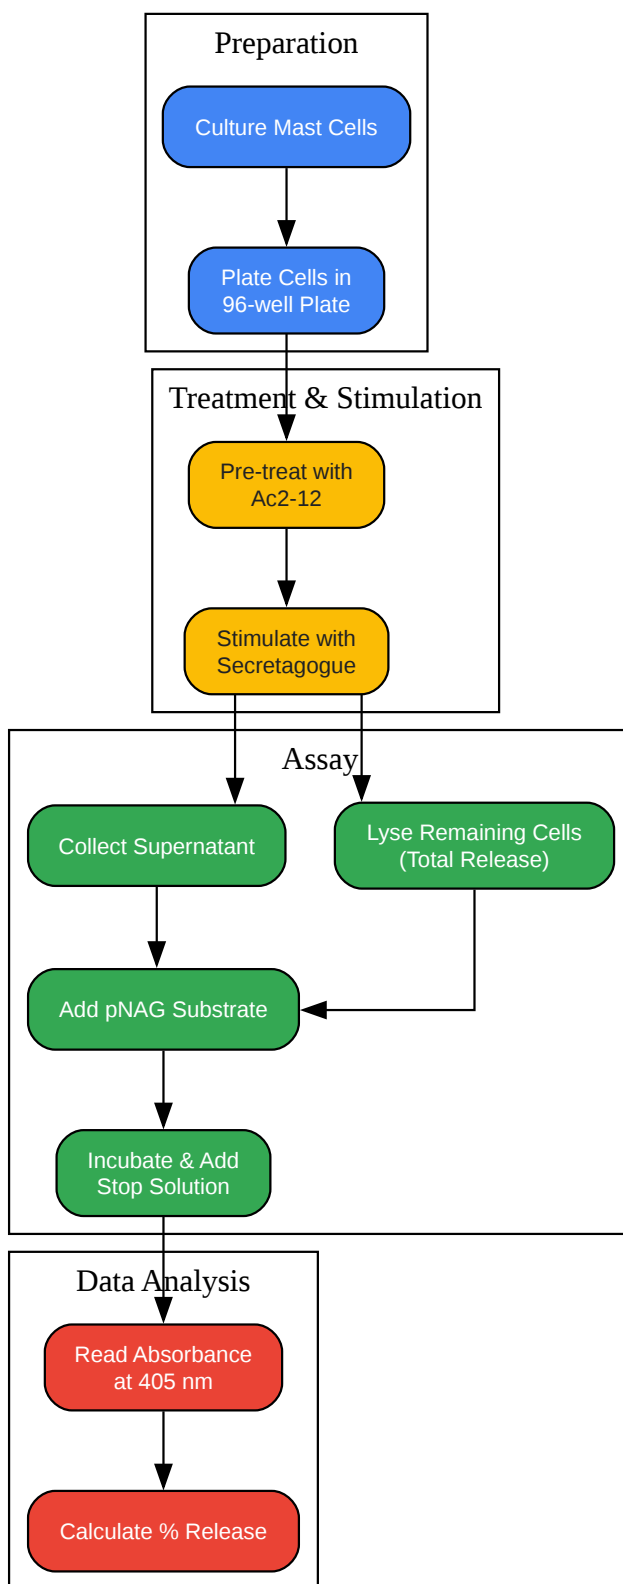 Preparation
Culture Mast Cells
Plate Cells in
96-well Plate
Treatment & Stimulation
Pre-treat with
Ac2-12
Stimulate with
Secretagogue
Assay
Collect Supernatant
Lyse Remaining Cells
(Total Release)
Add pNAG Substrate
Incubate & Add
Stop Solution
Data Analysis
Read Absorbance
at 405 nm
Calculate % Release